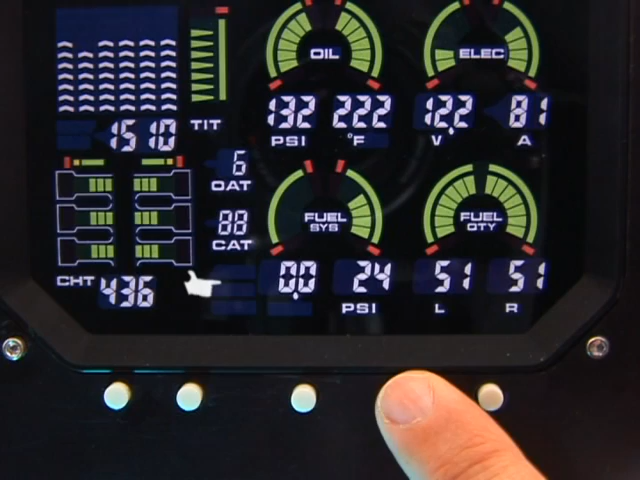 OIL
ELEC
132 222 12.2 81
PSI °F V A
1510
TIT
6
OAT
88
CAT
FUEL SYS
FUEL QTY
CHT 436
0.0 24 51 51
PSI L R